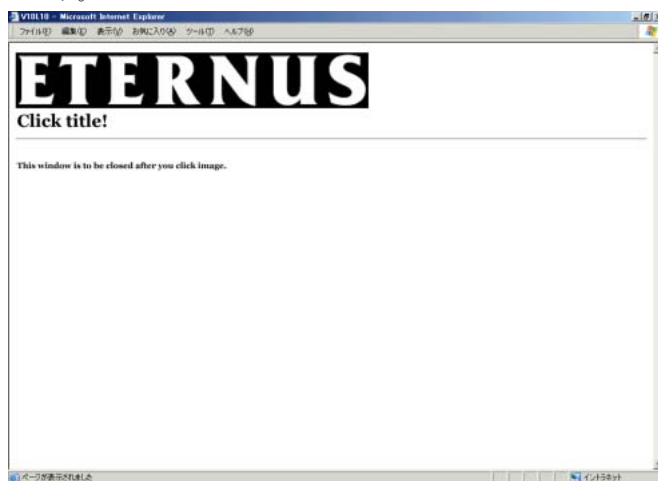 V10L10 - Microsoft Internet Explorer
ファイル(F) 編集(E) 表示(V) お気に入り(A) ツール(T) ヘルプ(H)
ETERNUS
Click title!
This window is to be closed after you click image.
ページが表示されました イントラネット